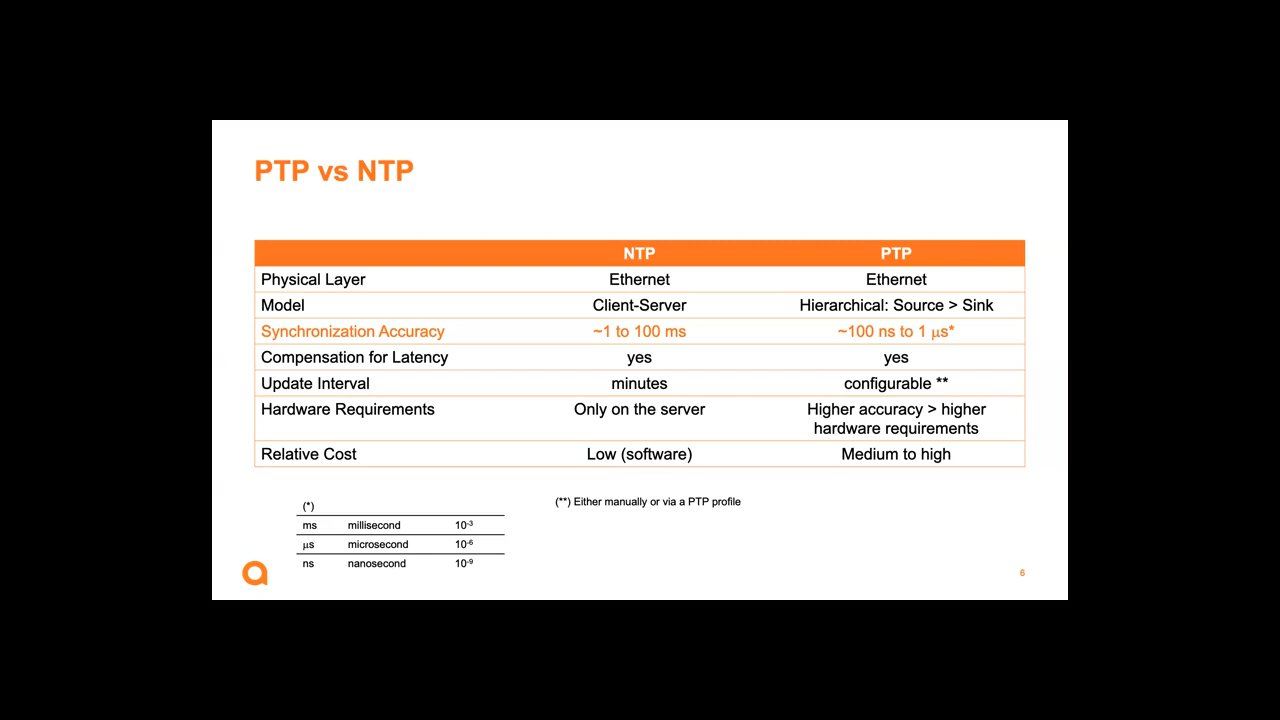 PTP vs NTP
NTP PTP
Physical Layer Ethernet Ethernet
Model Client-Server Hierarchical: Source > Sink
Synchronization Accuracy ~1 to 100 ms ~100 ns to 1 µs*
Compensation for Latency yes yes
Update Interval minutes configurable **
Hardware Requirements Only on the server Higher accuracy > higher
hardware requirements
Relative Cost Low (software) Medium to high
(*)
ms millisecond 10⁻³
µs microsecond 10⁻⁶
ns nanosecond 10⁻⁹
(**) Either manually or via a PTP profile
6